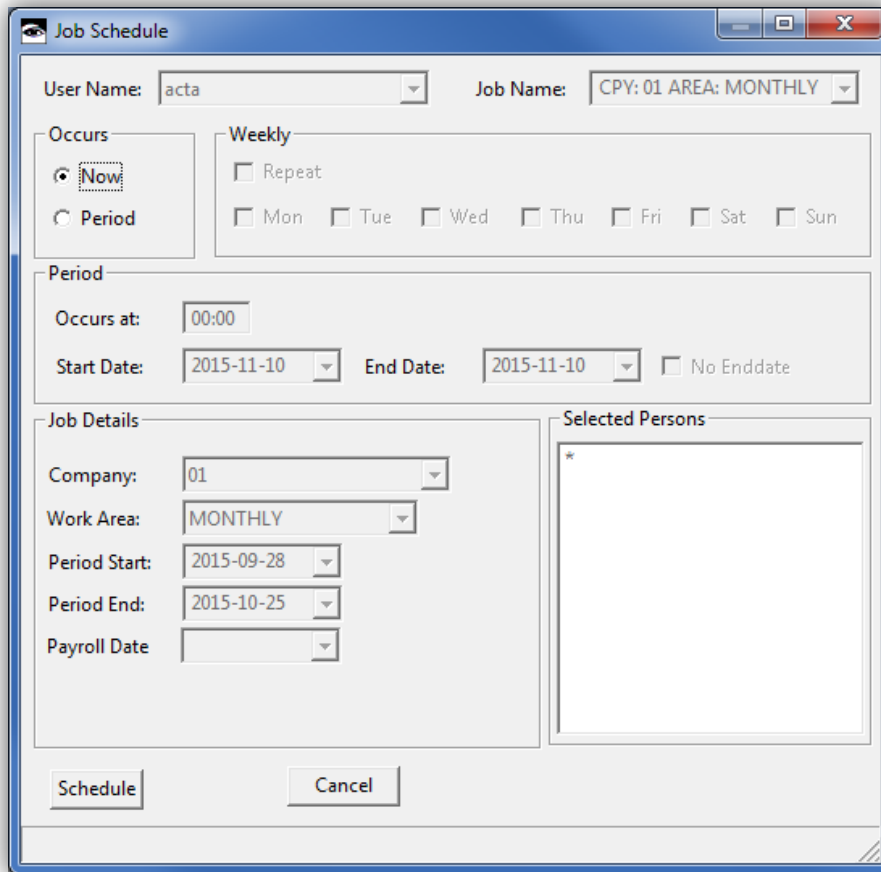 Job Schedule
User Name: acta Job Name: CPY: 01 AREA: MONTHLY
Occurs
Now
Period
Weekly
Repeat
Mon Tue Wed Thu Fri Sat Sun
Period
Occurs at: 00:00
Start Date: 2015-11-10 End Date: 2015-11-10 No Enddate
Job Details
Company: 01
Work Area: MONTHLY
Period Start: 2015-09-28
Period End: 2015-10-25
Payroll Date
Selected Persons
*
Schedule Cancel